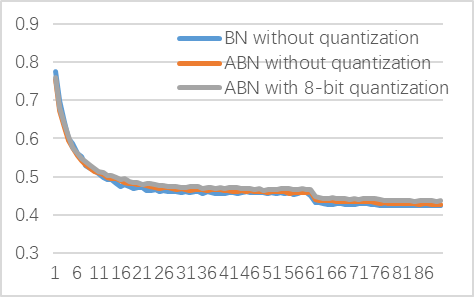 0.9
BN without quantization
0.8
ABN without quantization
0.7
ABN with 8-bit quantization
0.6
0.5
0.4
0.3
1 6 11 16 21 26 31 36 41 46 51 56 61 66 71 76 81 86